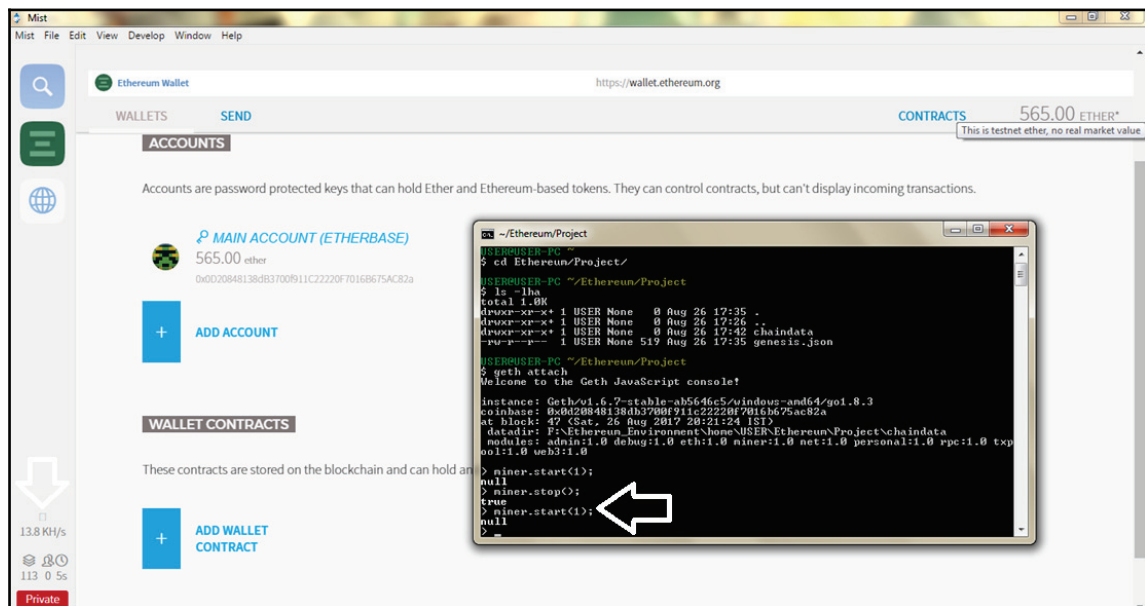 Mist
Mist File Edit View Develop Window Help
Ethereum Wallet
https://wallet.ethereum.org
WALLETS SEND CONTRACTS 565.00 ETHER*
This is testnet ether, no real market value
ACCOUNTS
Accounts are password protected keys that can hold Ether and Ethereum-based tokens. They can control contracts, but can't display incoming transactions.
MAIN ACCOUNT (ETHERBASE)
565.00 ether
0x0D20848138dB3700f911C22220F7016B675AC82a
ADD ACCOUNT
WALLET CONTRACTS
These contracts are stored on the blockchain and can hold an
ADD WALLET
CONTRACT
13.8 KH/s
113 0 5s
Private
~/Ethereum/Project
USER@USER-PC ~
$ cd Ethereum/Project/
USER@USER-PC ~/Ethereum/Project
$ ls -lha
total 1.0K
drwxr-xr-x+ 1 USER None 0 Aug 26 17:35 .
drwxr-xr-x+ 1 USER None 0 Aug 26 17:26 ..
drwxr-xr-x+ 1 USER None 0 Aug 26 17:42 chaindata
-rw-r--r-- 1 USER None 519 Aug 26 17:35 genesis.json
USER@USER-PC ~/Ethereum/Project
$ geth attach
Welcome to the Geth JavaScript console!
instance: Geth/v1.6.7-stable-ab5646c5/windows-amd64/go1.8.3
coinbase: 0x0d20848138db3700f911c22220f7016b675ac82a
at block: 47 (Sat, 26 Aug 2017 20:21:24 IST)
datadir: F:\Ethereum_Environment\home\USER\Ethereum\Project\chaindata
modules: admin:1.0 debug:1.0 eth:1.0 miner:1.0 net:1.0 personal:1.0 rpc:1.0 txp
ool:1.0 web3:1.0
> miner.start(1);
null
> miner.stop();
true
> miner.start(1);
null
> _